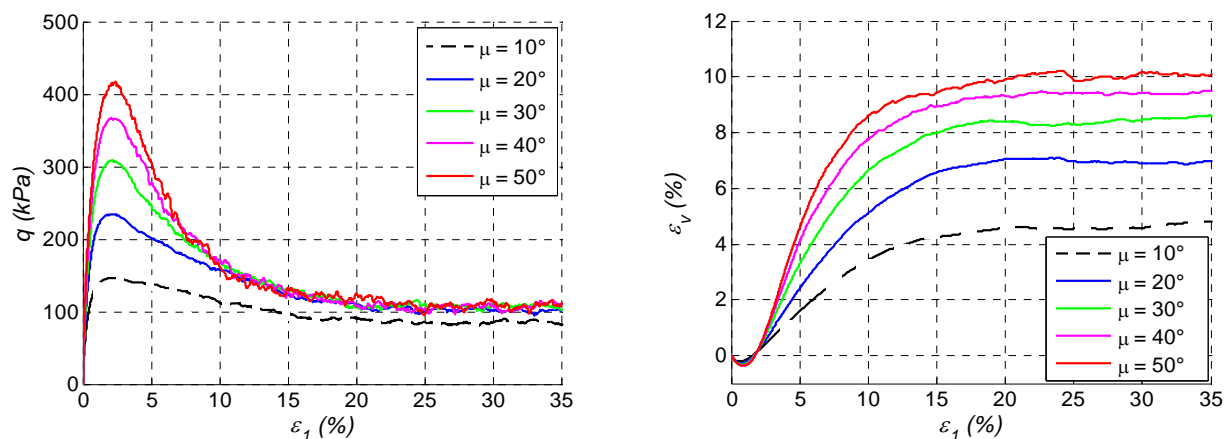 500
400
300
200
100
0
q (kPa)
0 5 10 15 20 25 30 35
ε1 (%)
μ = 10°
μ = 20°
μ = 30°
μ = 40°
μ = 50°
12
10
8
6
4
2
0
-2
εv (%)
0 5 10 15 20 25 30 35
ε1 (%)
μ = 10°
μ = 20°
μ = 30°
μ = 40°
μ = 50°